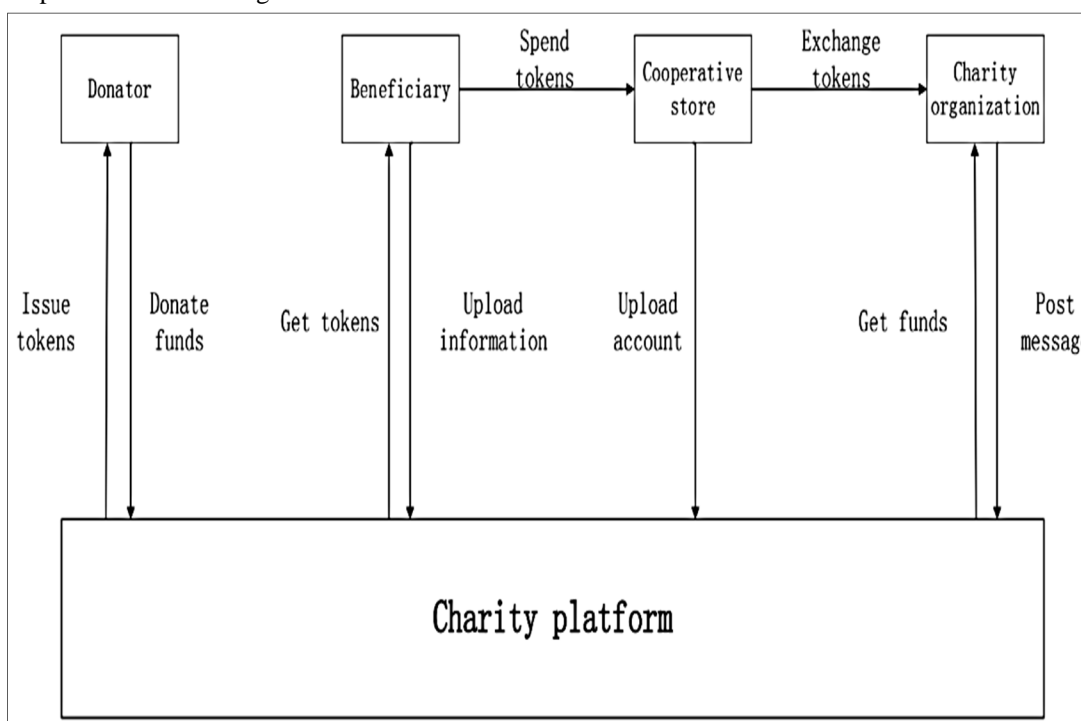 Spend
tokens
Exchange
tokens
Donator
Beneficiary
Cooperative
store
Charity
organization
Issue
tokens
Donate
funds
Get tokens
Upload
information
Upload
account
Get funds
Post
message
Charity platform